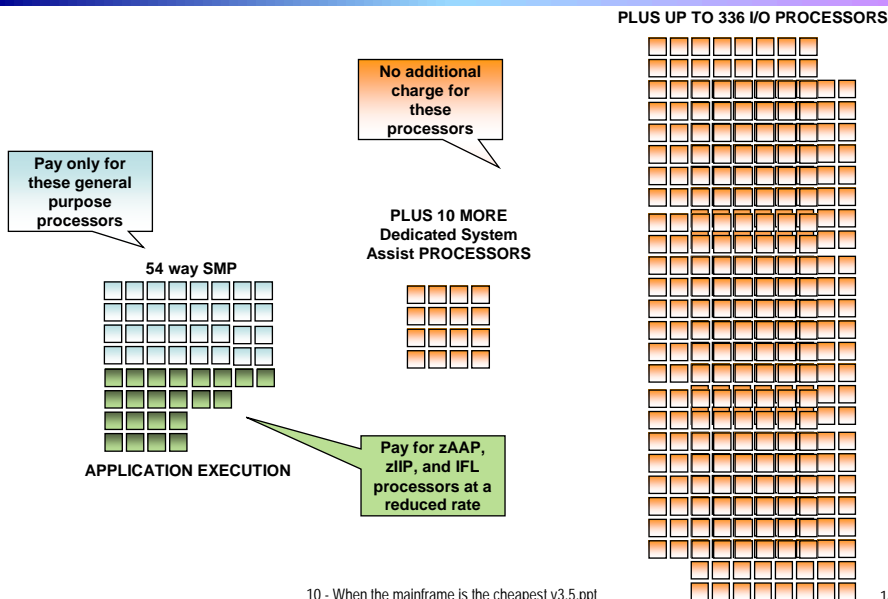 PLUS UP TO 336 I/O PROCESSORS
No additional
charge for
these
processors
Pay only for
these general
purpose
processors
PLUS 10 MORE
Dedicated System
Assist PROCESSORS
54 way SMP
APPLICATION EXECUTION
Pay for zAAP,
zIIP, and IFL
processors at a
reduced rate
10 - When the mainframe is the cheapest v3.5.ppt
1